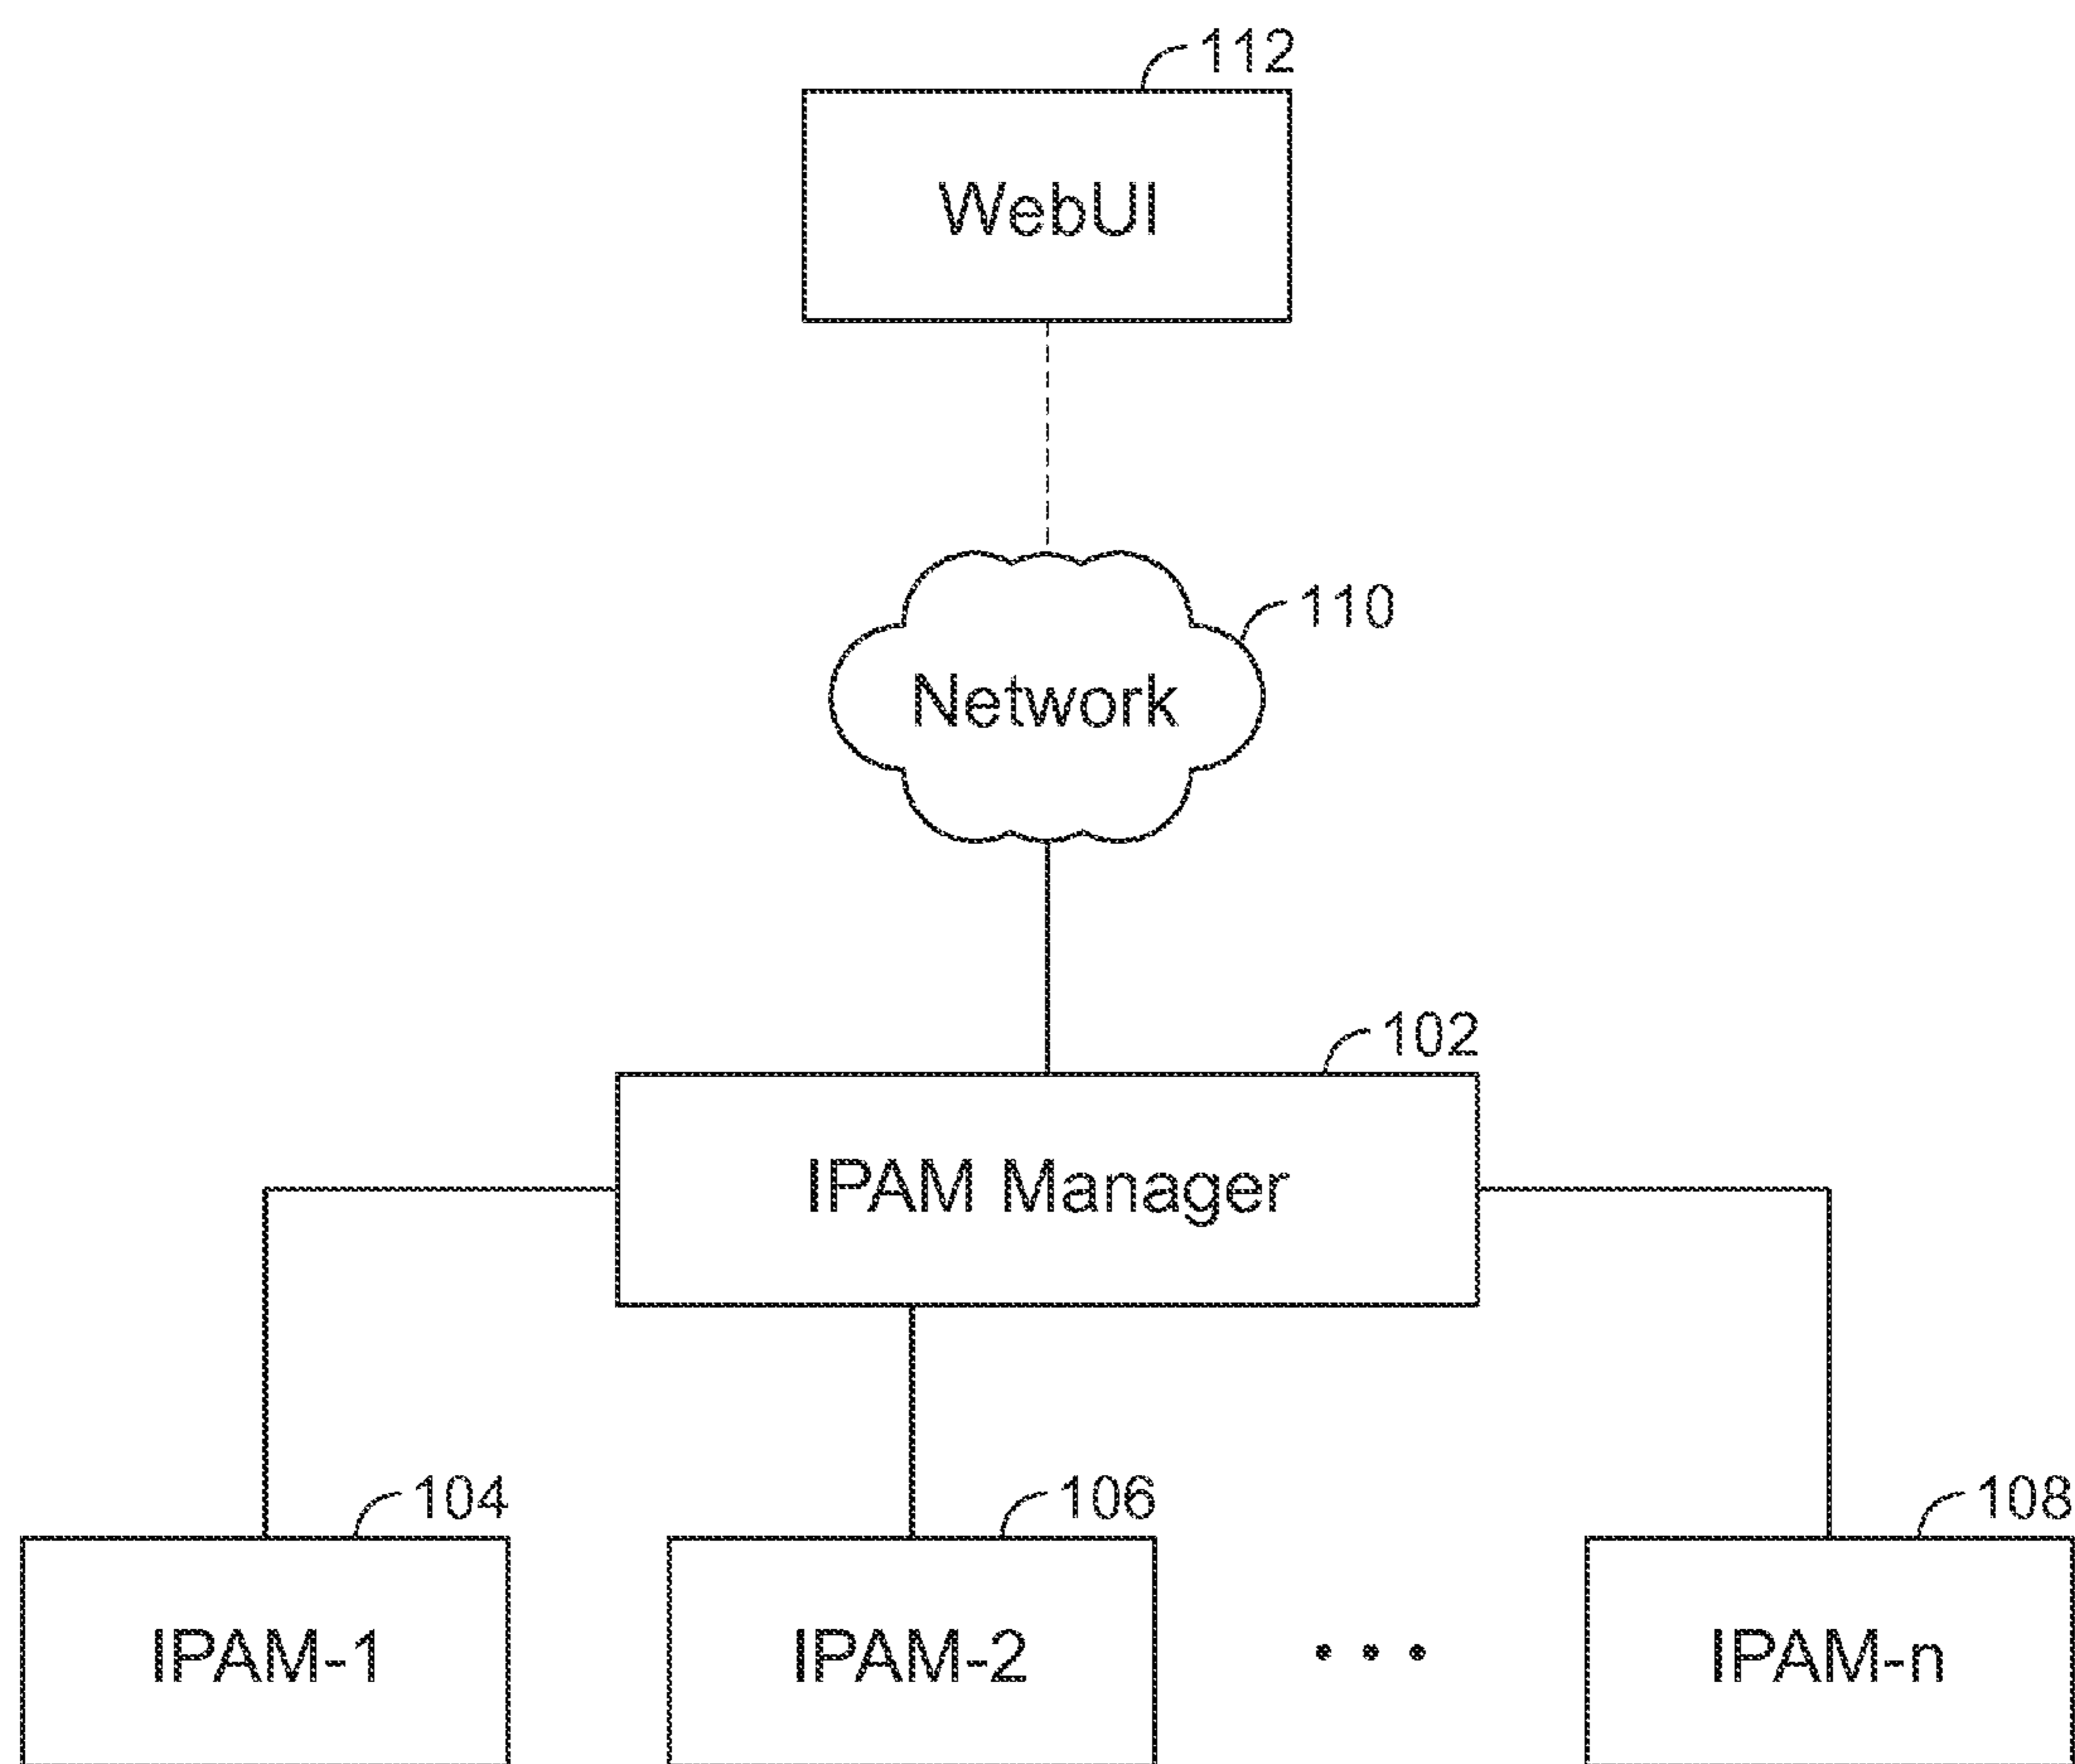 112
WebUI
110
Network
102
IPAM Manager
104
106
108
IPAM-1
IPAM-2
• • •
IPAM-n